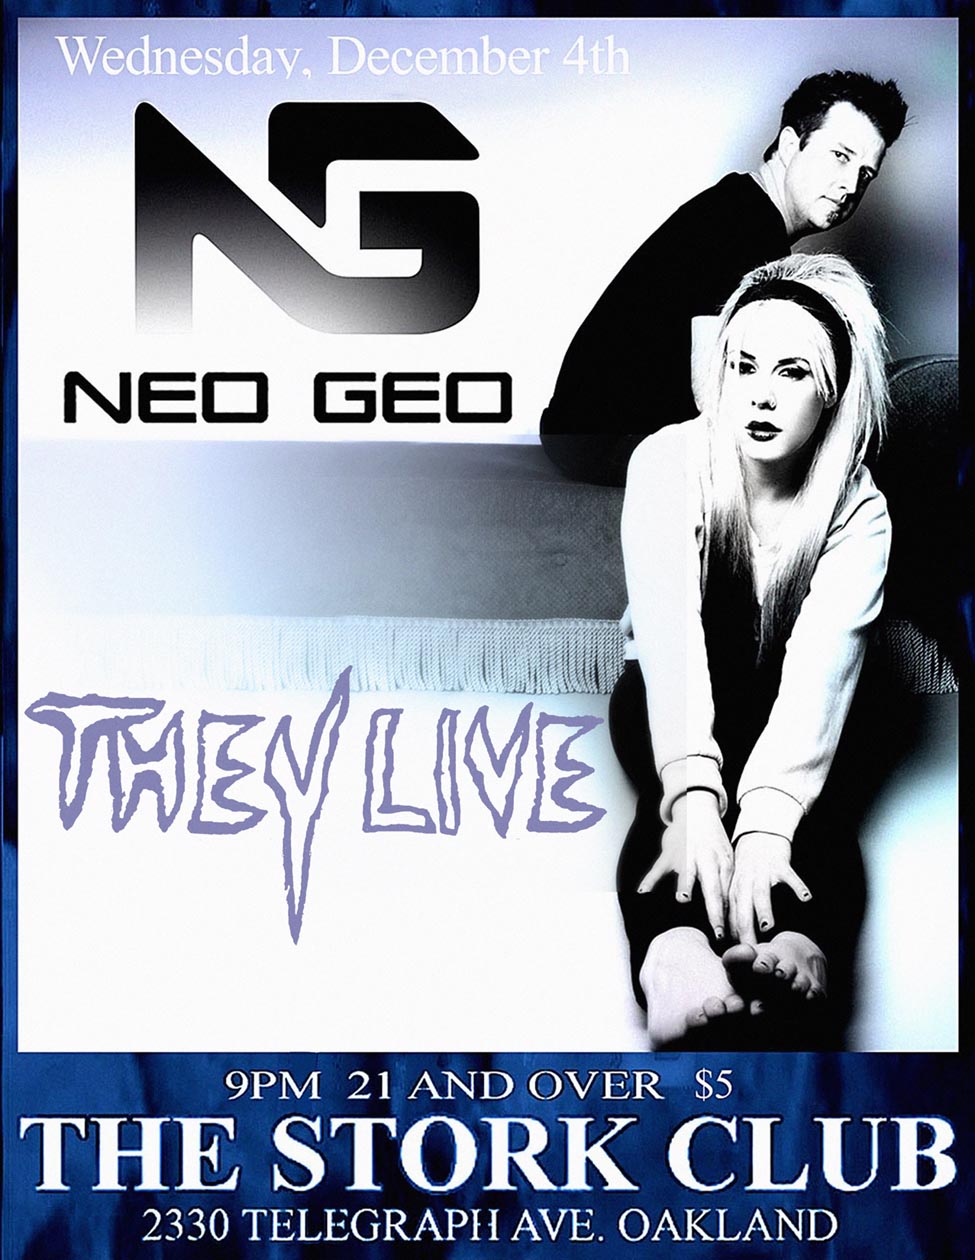 Wednesday, December 4th
NG
NEO GEO
THEY LIVE
9PM 21 AND OVER $5
THE STORK CLUB
2330 TELEGRAPH AVE. OAKLAND